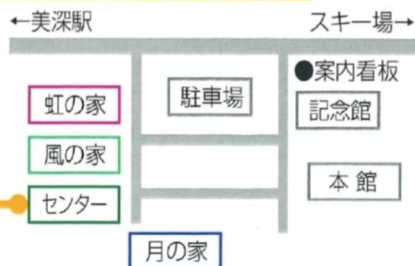 ←美深駅
スキー場→
●案内看板
虹の家
駐車場
記念館
風の家
本館
センター
月の家